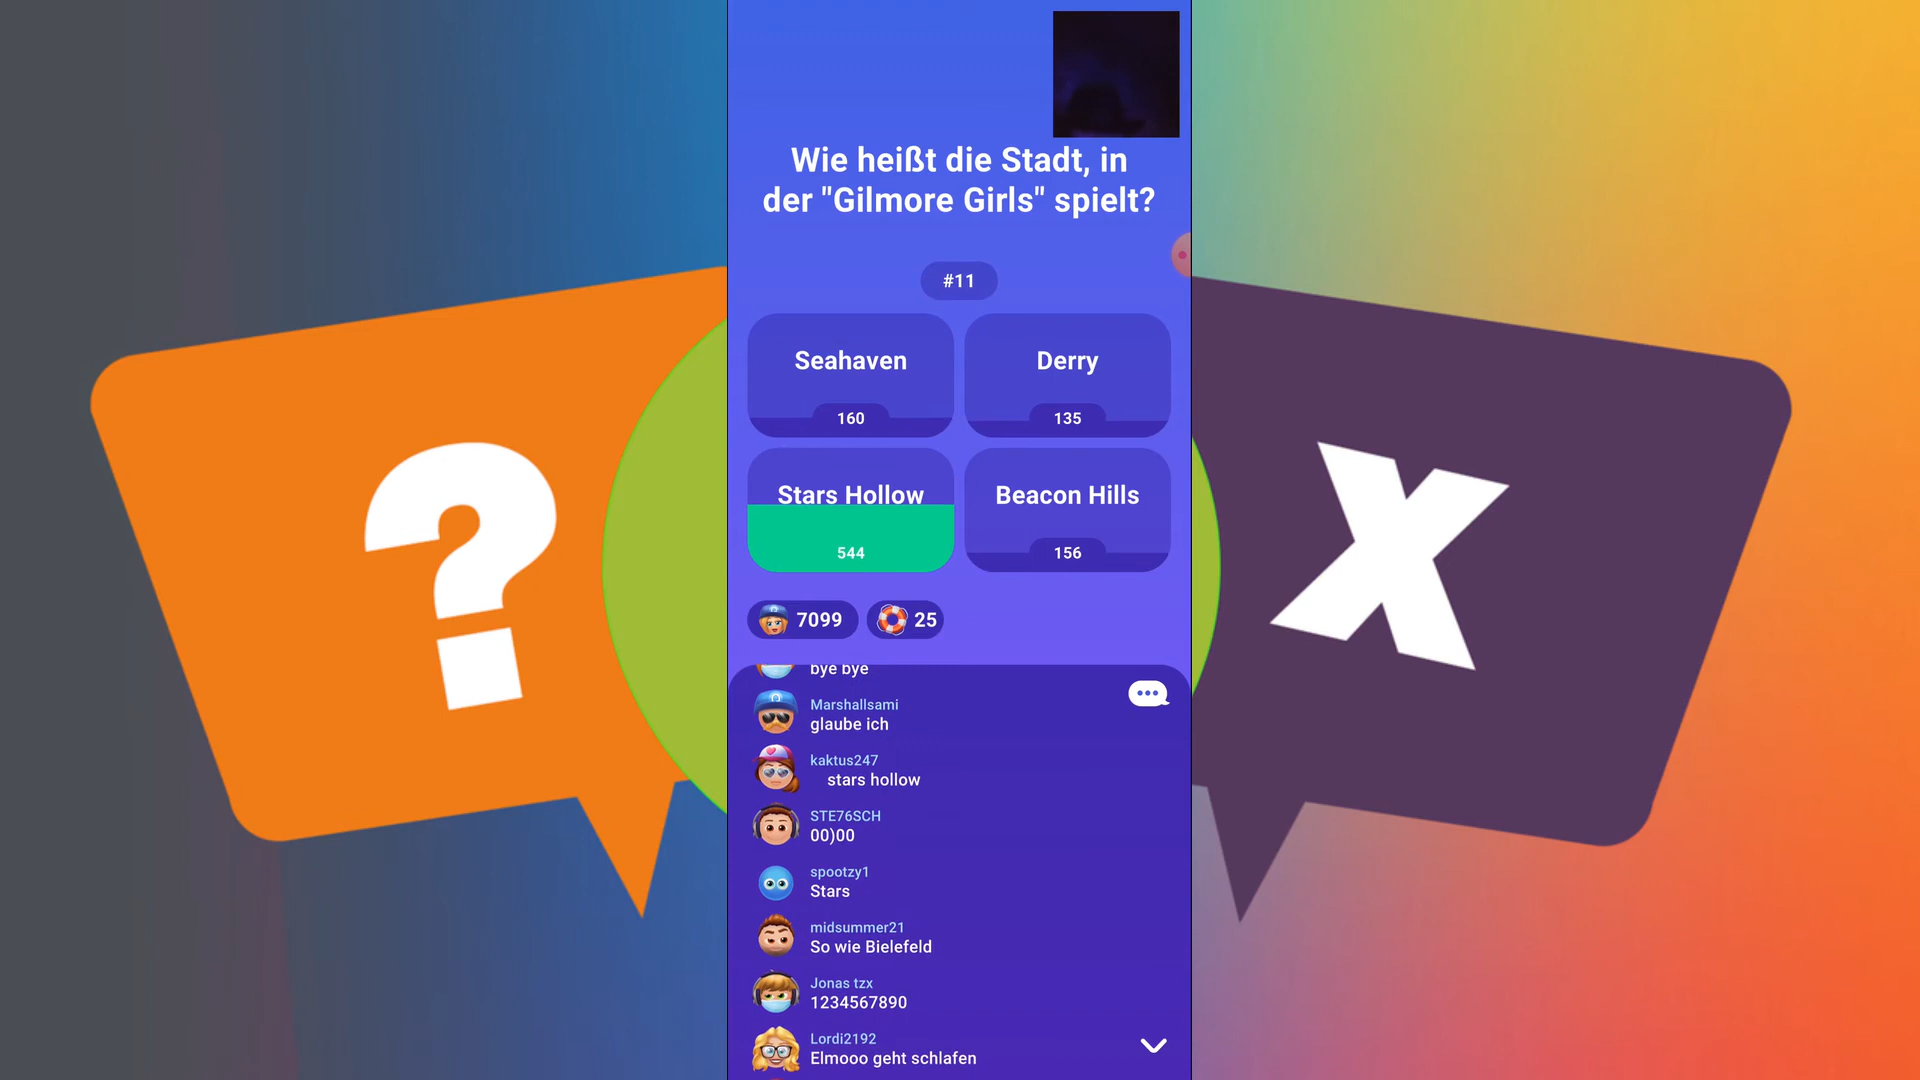 Wie heißt die Stadt, in
der "Gilmore Girls" spielt?
#11
Seahaven
160
Derry
135
Stars Hollow
544
Beacon Hills
156
7099
25
bye bye
Marshallsami
glaube ich
kaktus247
stars hollow
STE76SCH
00)00
spootzy1
Stars
midsummer21
So wie Bielefeld
Jonas tzx
1234567890
Lordi2192
Elmooo geht schlafen
?
X